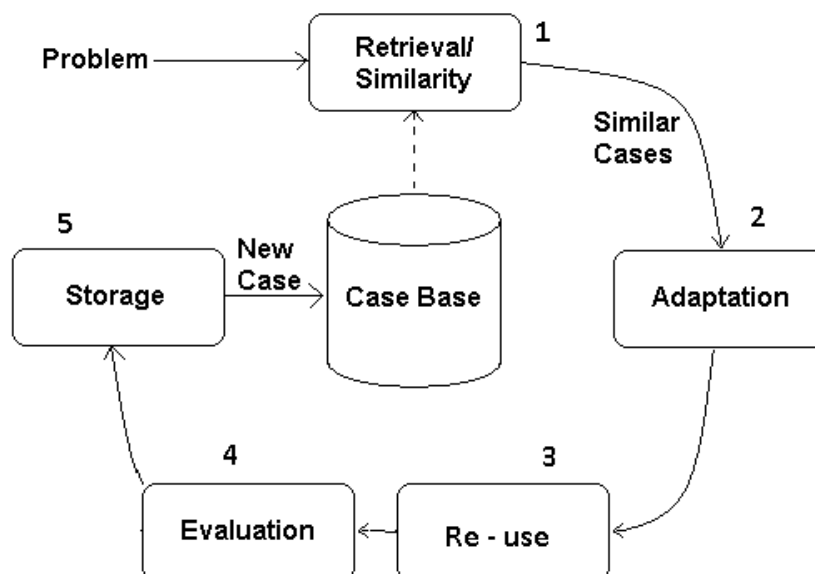 Problem
Retrieval/
Similarity
1
Similar
Cases
2
Adaptation
5
Storage
New
Case
Case Base
4
Evaluation
3
Re - use